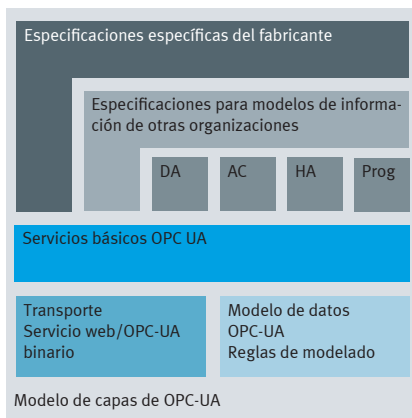 Especificaciones específicas del fabricante
Especificaciones para modelos de informa-
ción de otras organizaciones
DA AC HA Prog
Servicios básicos OPC UA
Transporte
Servicio web/OPC-UA
binario
Modelo de datos
OPC-UA
Reglas de modelado
Modelo de capas de OPC-UA